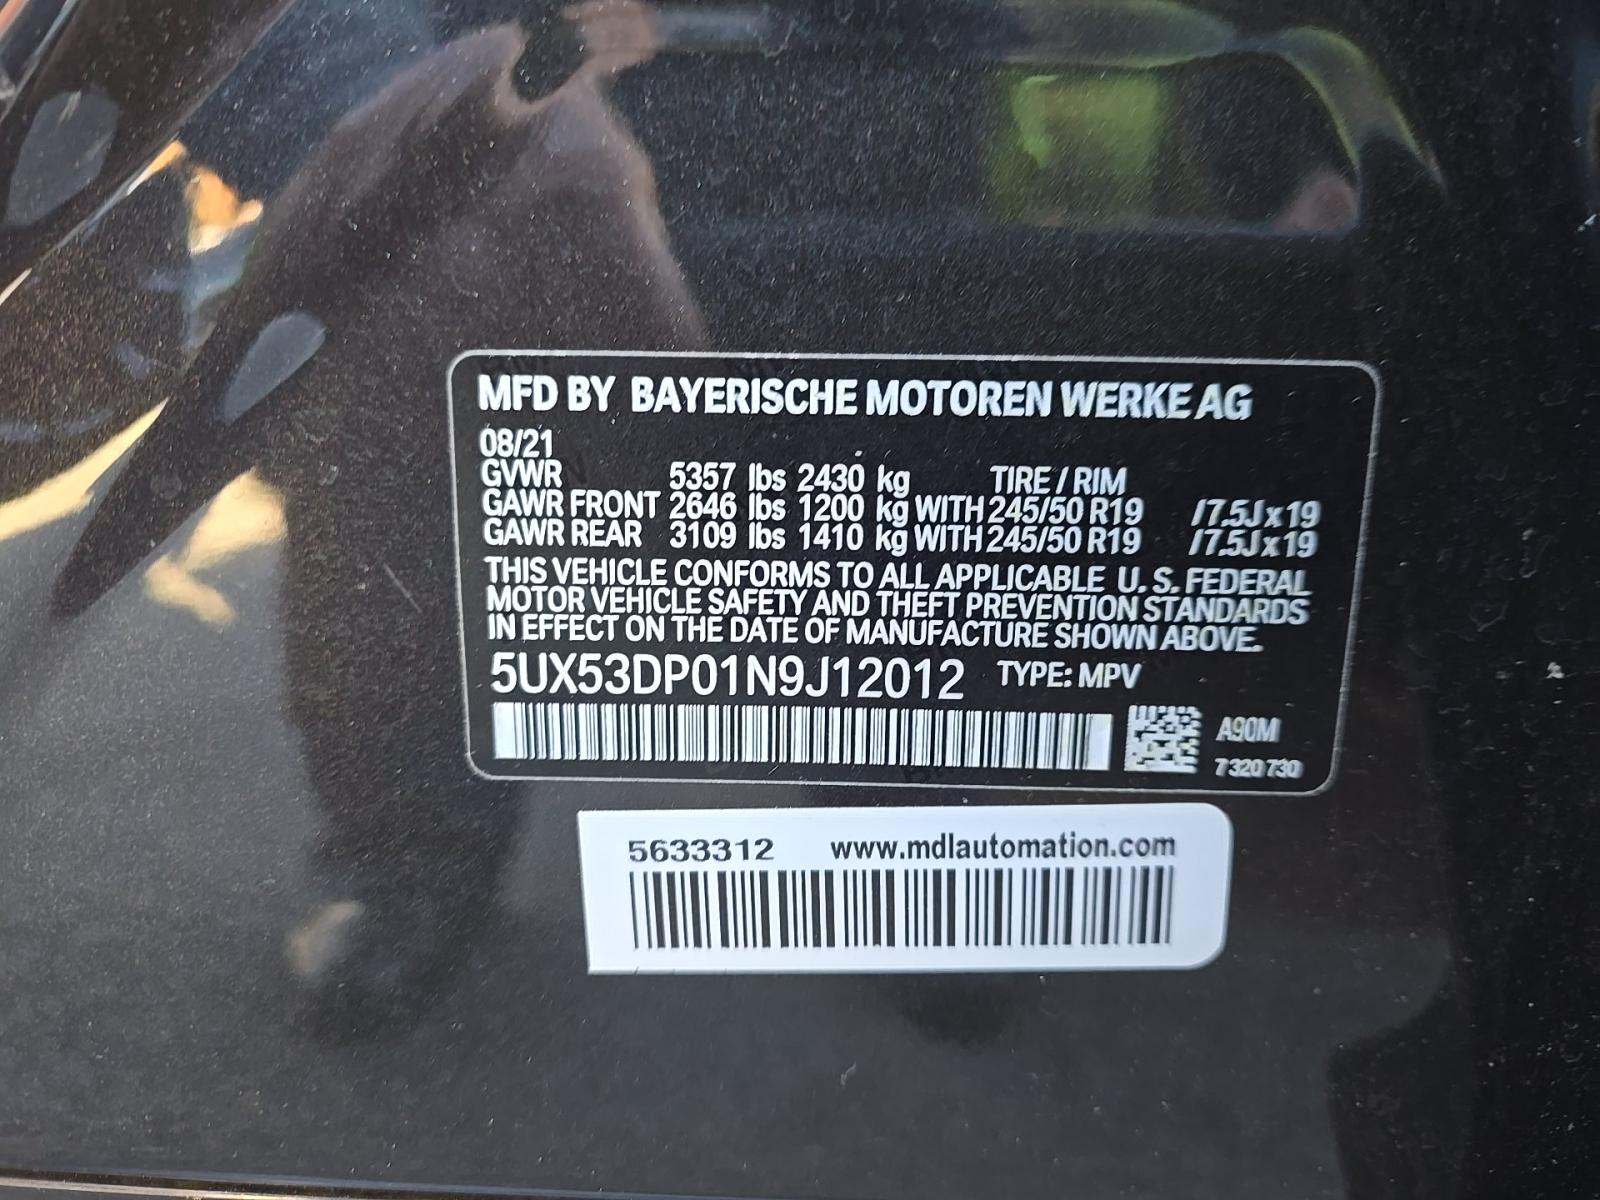 MFD BY BAYERISCHE MOTOREN WERKE AG
08/21
GVWR 5357 lbs 2430 kg TIRE / RIM
GAWR FRONT 2646 lbs 1200 kg WITH 245/50 R19 /7.5J x 19
GAWR REAR 3109 lbs 1410 kg WITH 245/50 R19 /7.5J x 19
THIS VEHICLE CONFORMS TO ALL APPLICABLE U. S. FEDERAL
MOTOR VEHICLE SAFETY AND THEFT PREVENTION STANDARDS
IN EFFECT ON THE DATE OF MANUFACTURE SHOWN ABOVE.
5UX53DP01N9J12012 TYPE: MPV
A90M
7 320 730
5633312 www.mdlautomation.com